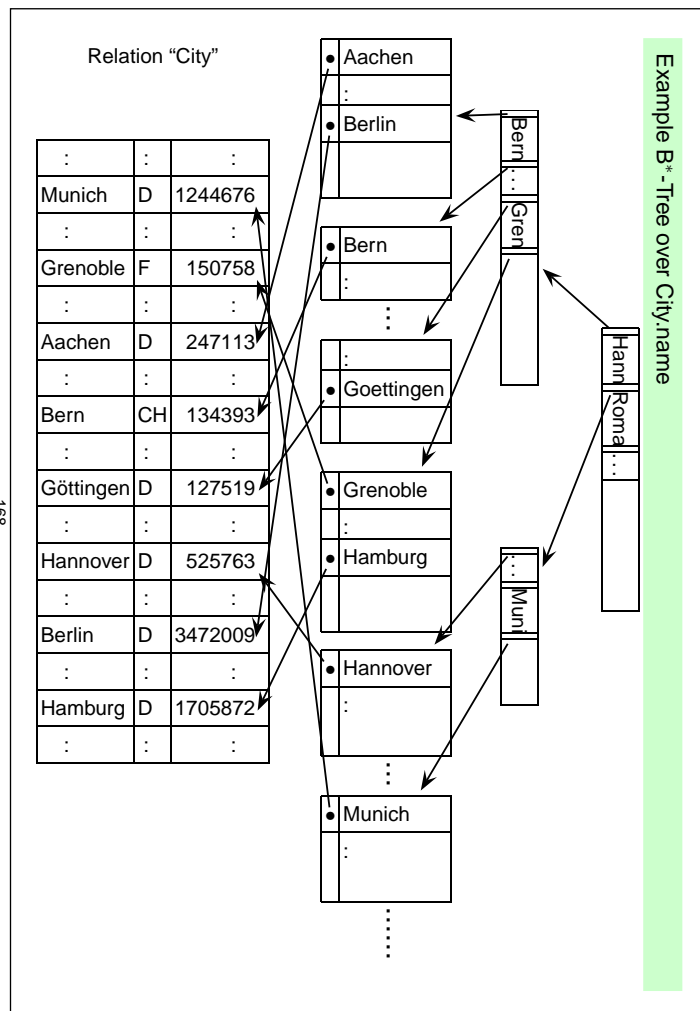 Example B*-Tree over City.name
Hann Roma ...
Bern ... Gren
... Muni
Aachen
:
Berlin
Bern
:
:
Goettingen
Grenoble
:
Hamburg
Hannover
:
Munich
:
Relation “City”
: : :
Munich D 1244676
: : :
Grenoble F 150758
: : :
Aachen D 247113
: : :
Bern CH 134393
: : :
Göttingen D 127519
: : :
Hannover D 525763
: : :
Berlin D 3472009
: : :
Hamburg D 1705872
: : :
168